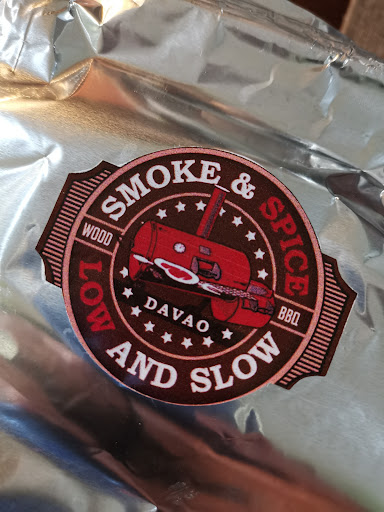 SMOKE & SPICE
WOOD
BBQ
DAVAO
LOW AND SLOW